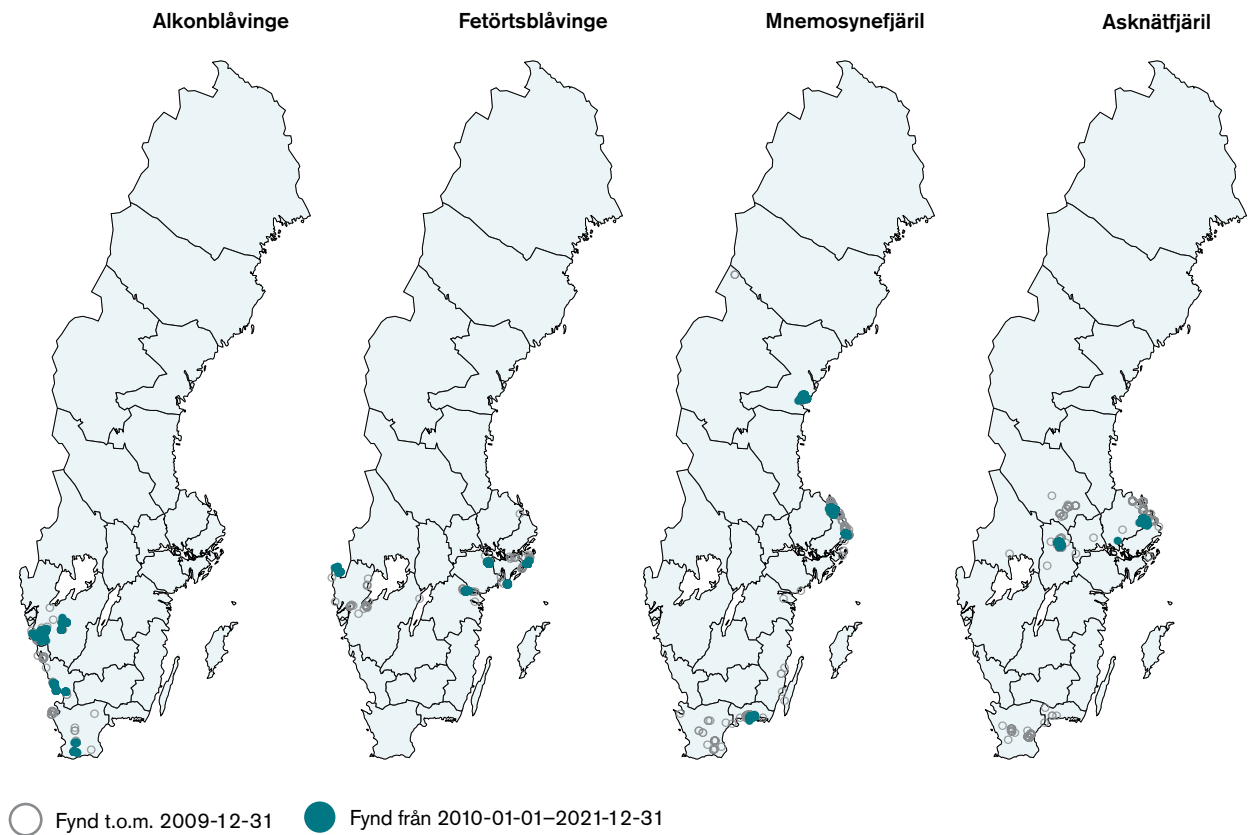 Alkonblåvinge
Fetörtsblåvinge
Mnemosynefjäril
Asknätfjäril
Fynd t.o.m. 2009-12-31
Fynd från 2010-01-01–2021-12-31